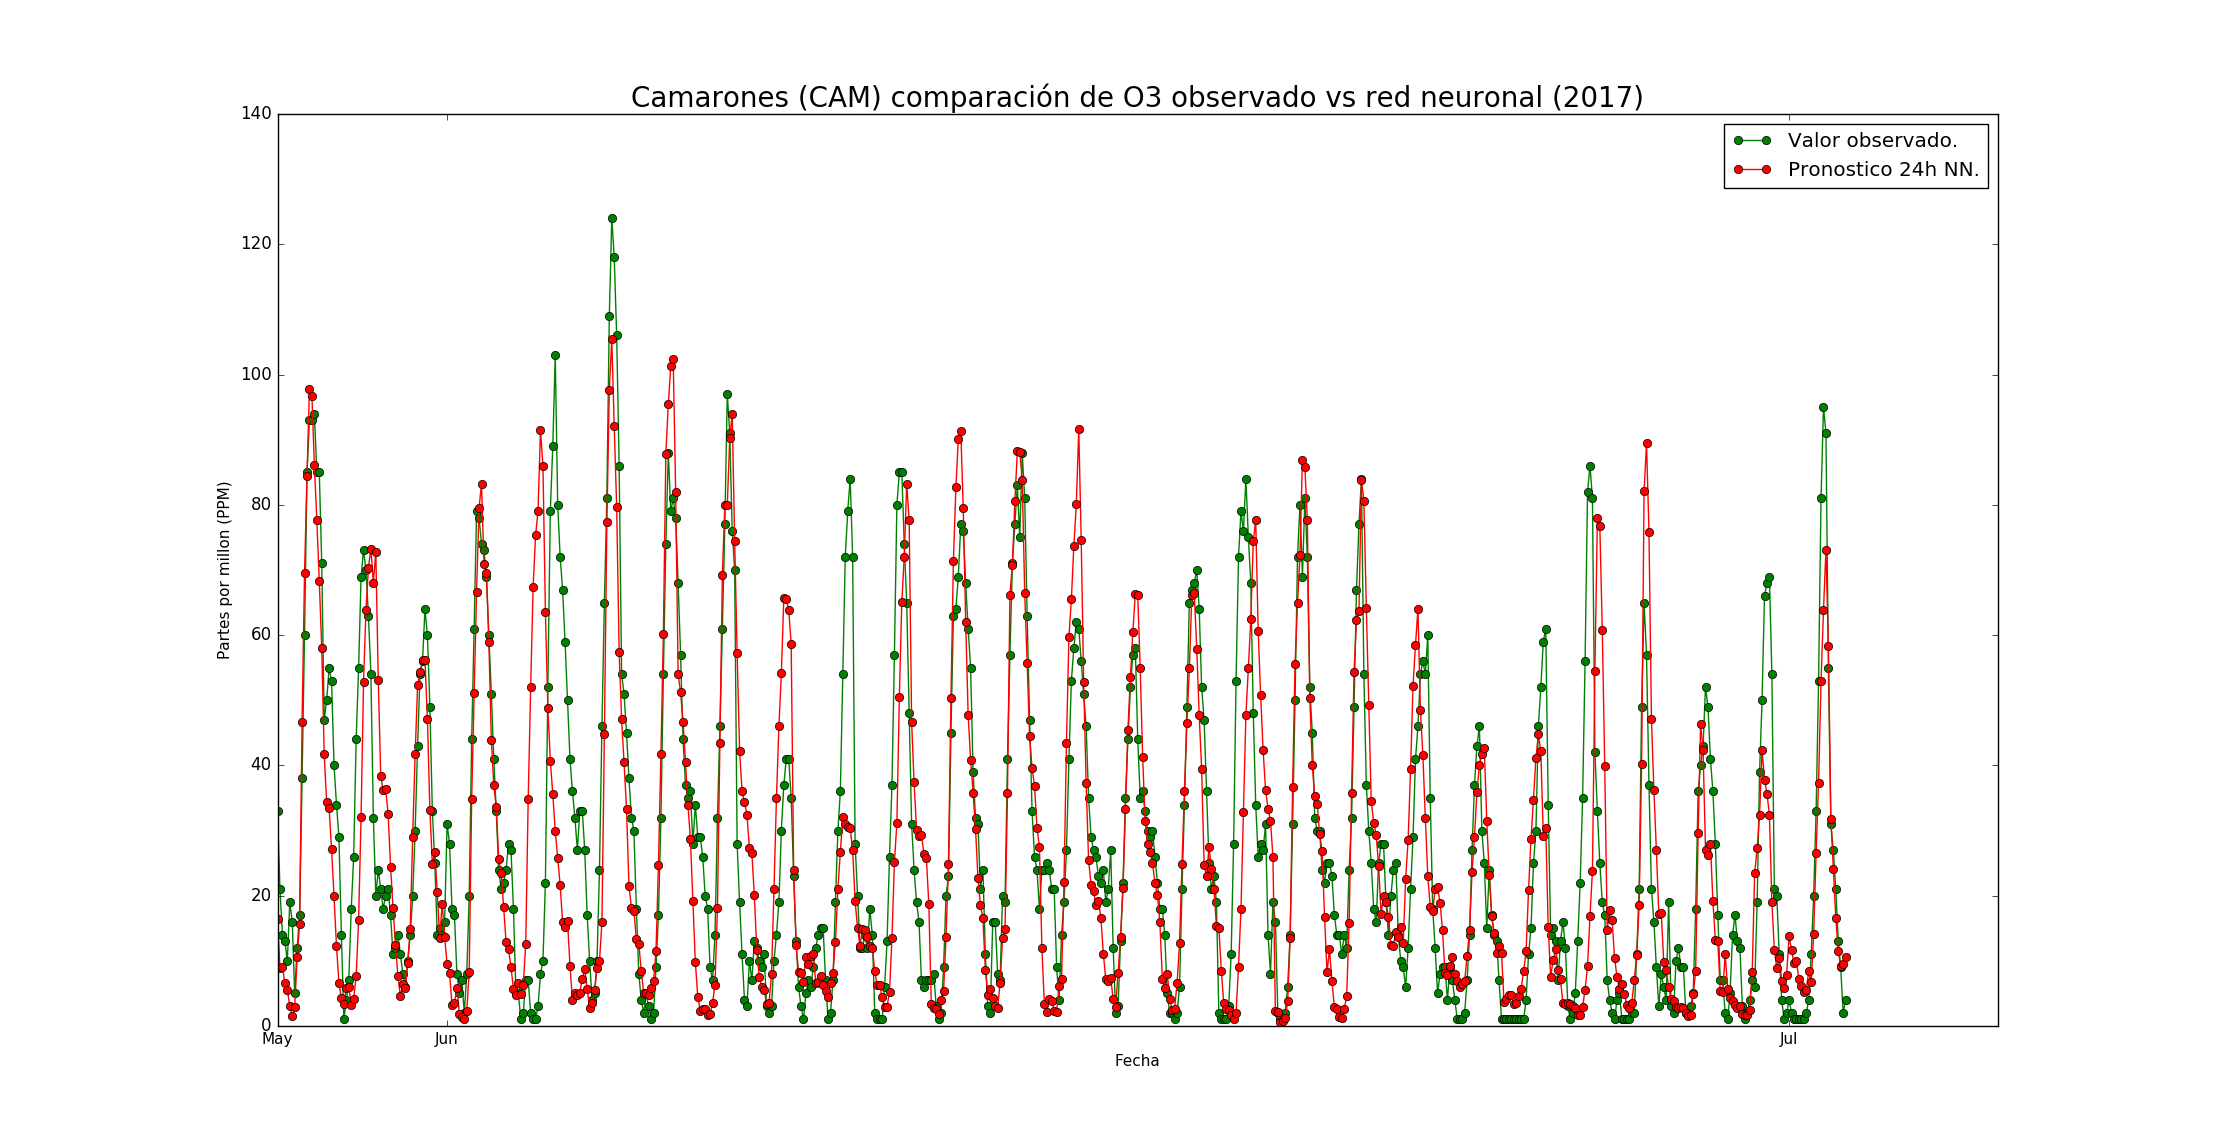 Camarones (CAM) comparación de O3 observado vs red neuronal (2017)
140
120
100
80
60
40
20
0
Partes por millon (PPM)
Valor observado.
Pronostico 24h NN.
May
Jun
Jul
Fecha